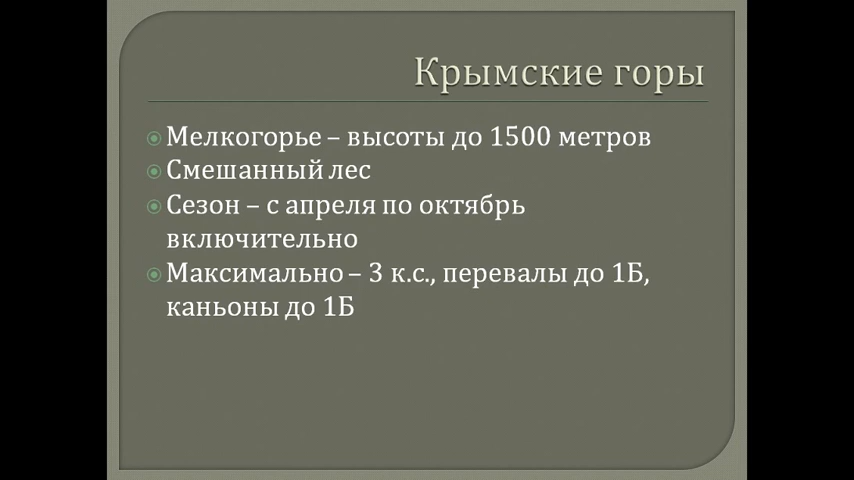 Крымские горы
Мелкогорье – высоты до 1500 метров
Смешанный лес
Сезон – с апреля по октябрь
включительно
Максимально – 3 к.с., перевалы до 1Б,
каньоны до 1Б